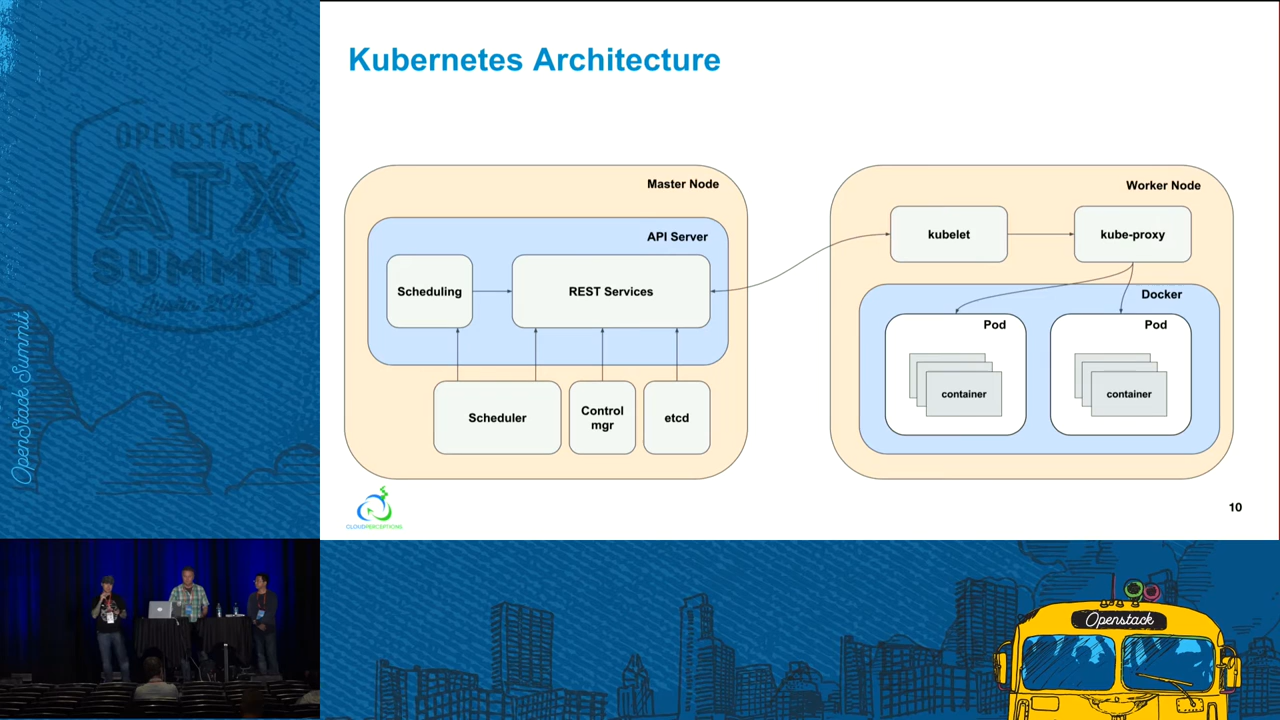 Kubernetes Architecture
OPENSTACK
ATX
SUMMIT
OpenStack Summit
Master Node
API Server
Scheduling
REST Services
Scheduler
Control
mgr
etcd
Worker Node
kubelet
kube-proxy
Docker
Pod
container
Pod
container
CLOUDPERCEPTIONS
10
Openstack